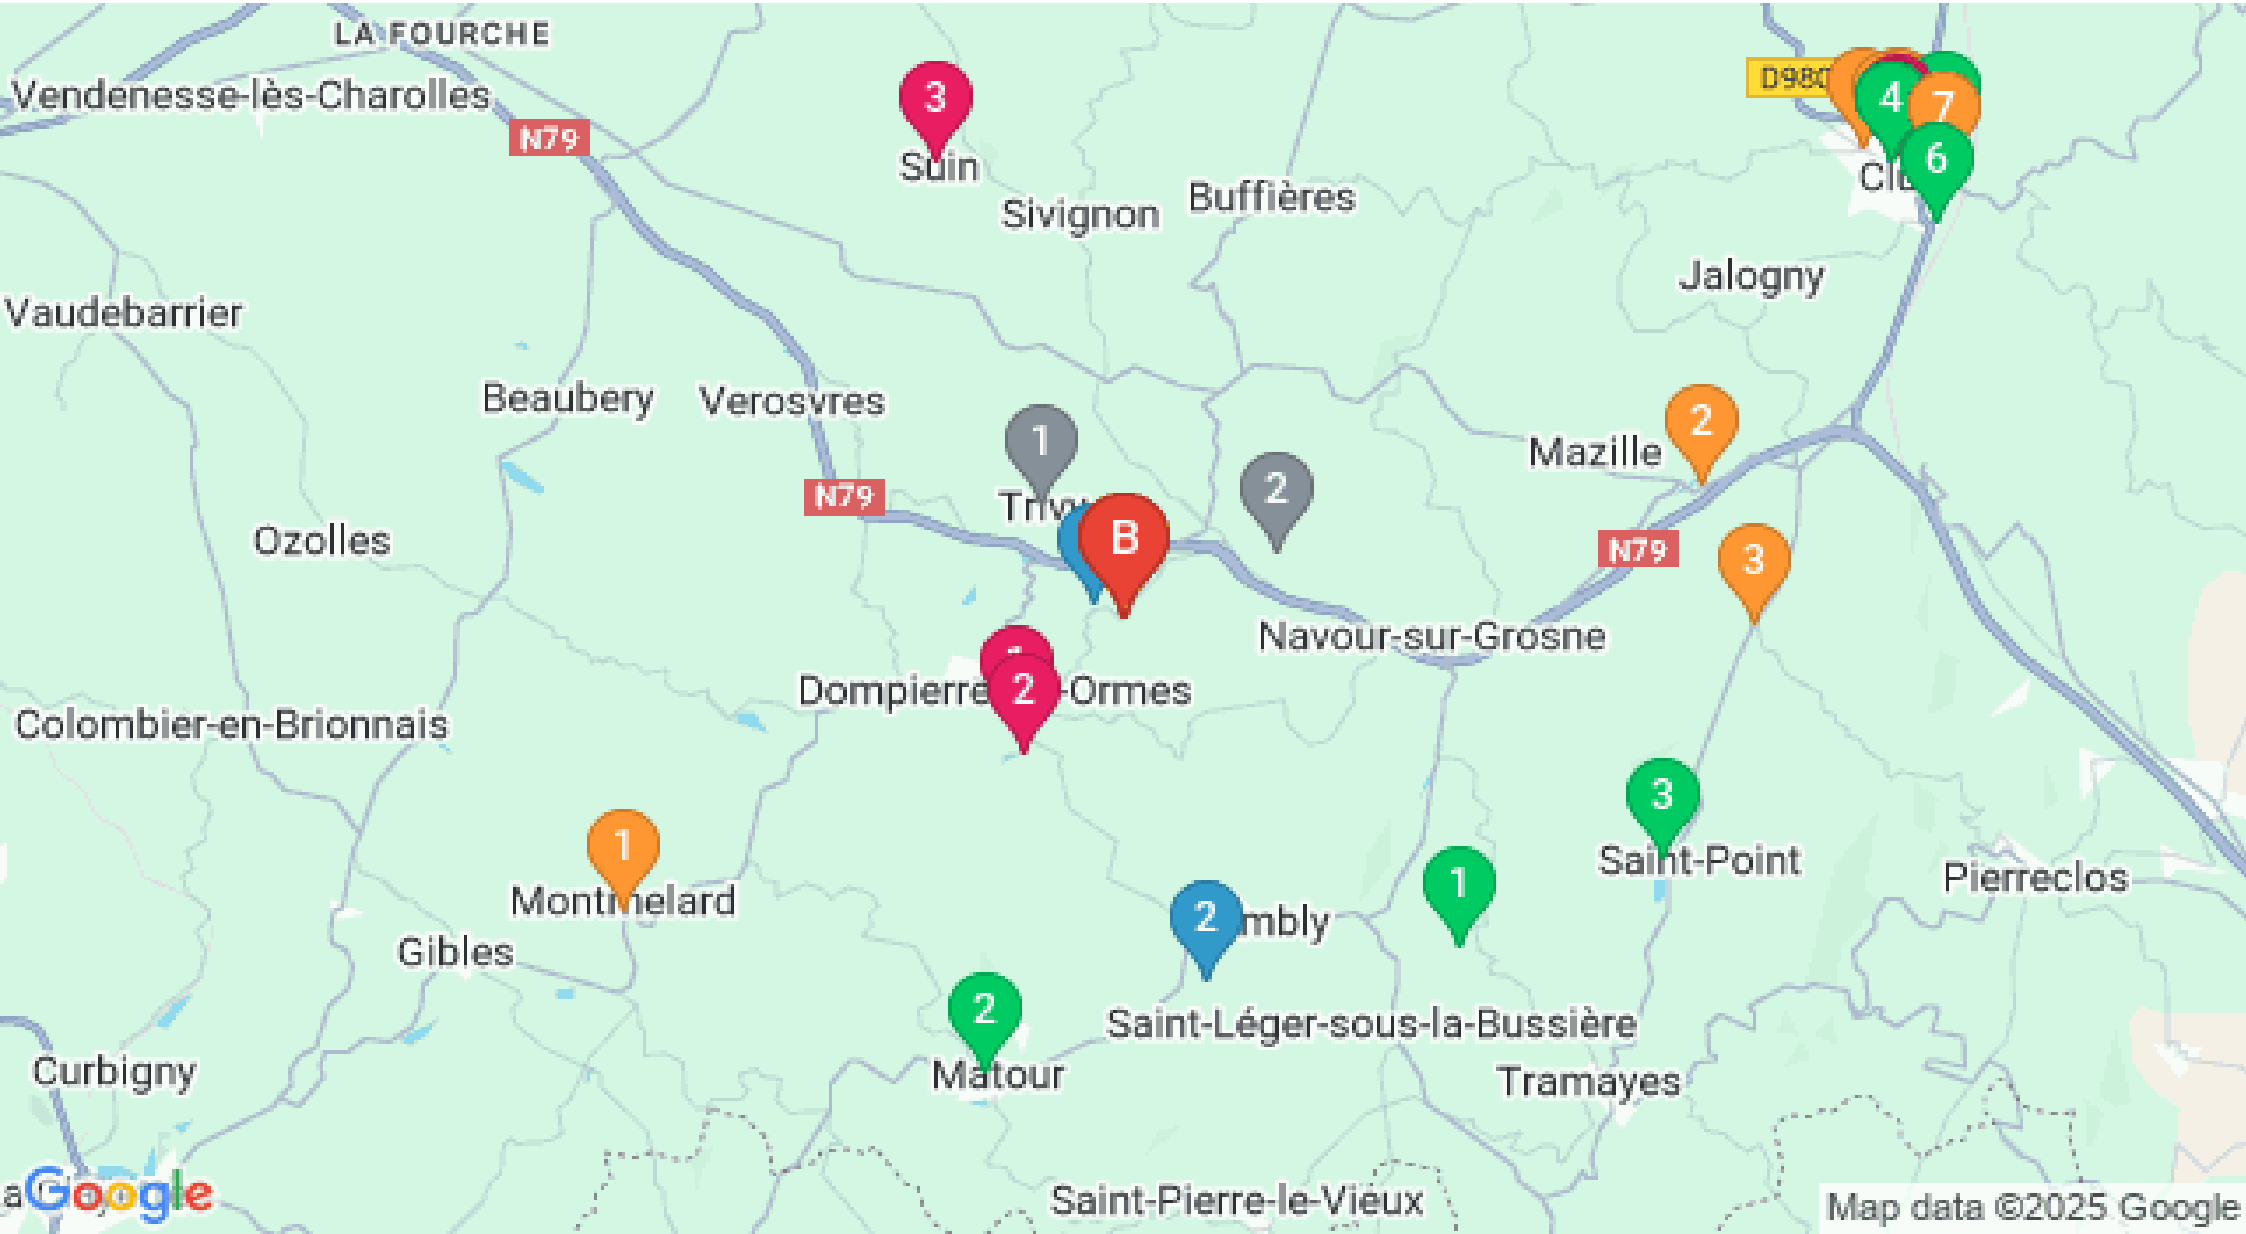 LA FOURCHE
Vendenesse-lès-Charolles
N79
3
Suin
Sivignon
Buffières
D980
4
7
6
Jalogny
Vaudebarrier
Beaubery
Verosvres
1
2
Mazille
2
N79
B
N79
3
Ozolles
Navour-sur-Grosne
Dompierre
2
-Ormes
Colombier-en-Brionnais
3
Saint-Point
1
Montmelard
2
mbly
1
Pierreclos
Gibles
2
Matour
Saint-Léger-sous-la-Bussière
Curbigny
Tramayes
Saint-Pierre-le-Vieux
Google
Map data ©2025 Google